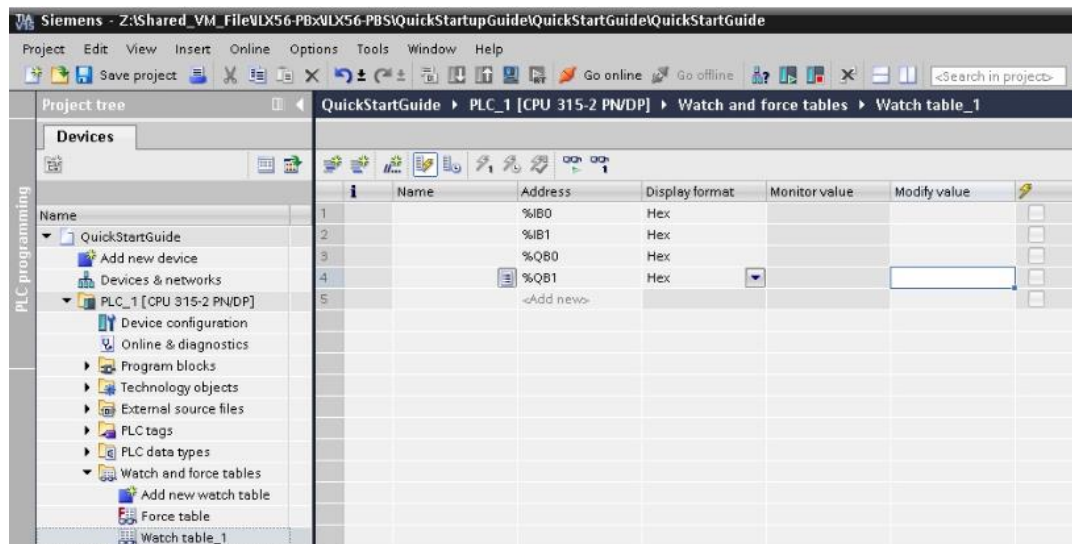 Siemens - Z:\Shared_VM_File\ILX56-PBx\ILX56-PBS\QuickStartupGuide\QuickStartGuide\QuickStartGuide
Project Edit View Insert Online Options Tools Window Help
Save project Go online Go offline <Search in project>
Project tree
QuickStartGuide PLC_1 [CPU 315-2 PN/DP] Watch and force tables Watch table_1
Devices
PLC programming
i Name Address Display format Monitor value Modify value
1 %IB0 Hex
2 %IB1 Hex
3 %QB0 Hex
4 %QB1 Hex
5 <Add new>
Name
QuickStartGuide
Add new device
Devices & networks
PLC_1 [CPU 315-2 PN/DP]
Device configuration
Online & diagnostics
Program blocks
Technology objects
External source files
PLC tags
PLC data types
Watch and force tables
Add new watch table
Force table
Watch table_1